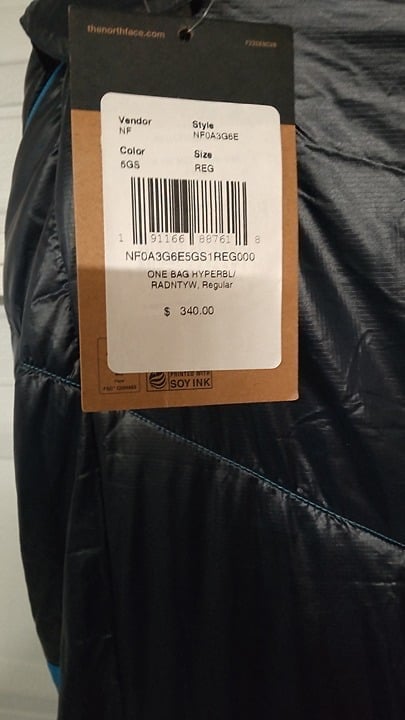 thenorthface.com
Vendor Style
NF NF0A3G6E
Color Size
5GS REG
1 91166 88761 8
NF0A3G6E5GS1REG000
ONE BAG HYPERBL/
RADNTYW, Regular
$ 340.00
PRINTED WITH
SOY INK